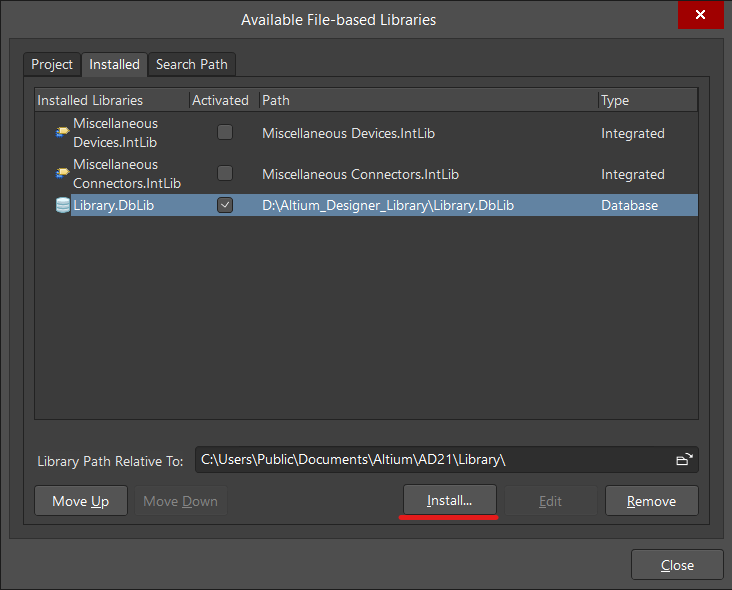 Available File-based Libraries
Project Installed Search Path
Installed Libraries Activated Path Type
Miscellaneous
Devices.IntLib
Miscellaneous Devices.IntLib Integrated
Miscellaneous
Connectors.IntLib
Miscellaneous Connectors.IntLib Integrated
Library.DbLib D:\Altium_Designer_Library\Library.DbLib Database
Library Path Relative To: C:\Users\Public\Documents\Altium\AD21\Library\
Move Up Move Down Install... Edit Remove
Close